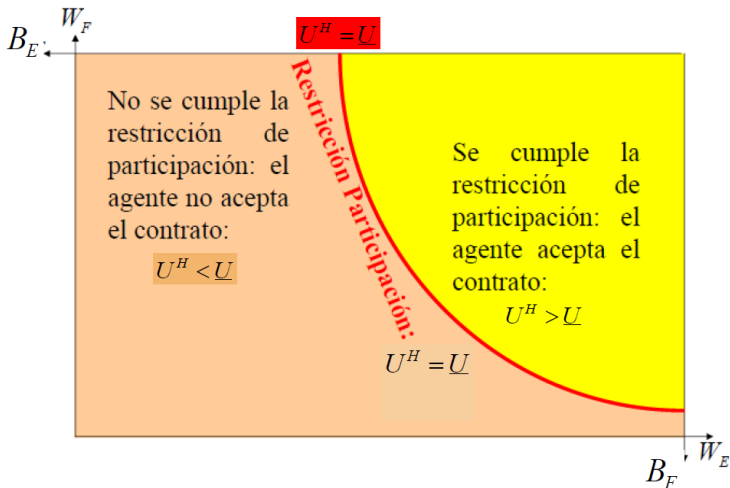 W_F
U^H = U̲
B_E
No se cumple la
restricción de
participación: el
agente no acepta
el contrato:
U^H < U̲
Restricción Participación:
U^H = U̲
Se cumple la
restricción de
participación: el
agente acepta el
contrato:
U^H > U̲
W_E
B_F